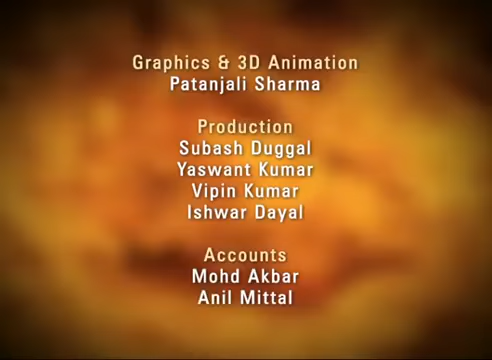 Graphics & 3D Animation
Patanjali Sharma
Production
Subash Duggal
Yaswant Kumar
Vipin Kumar
Ishwar Dayal
Accounts
Mohd Akbar
Anil Mittal